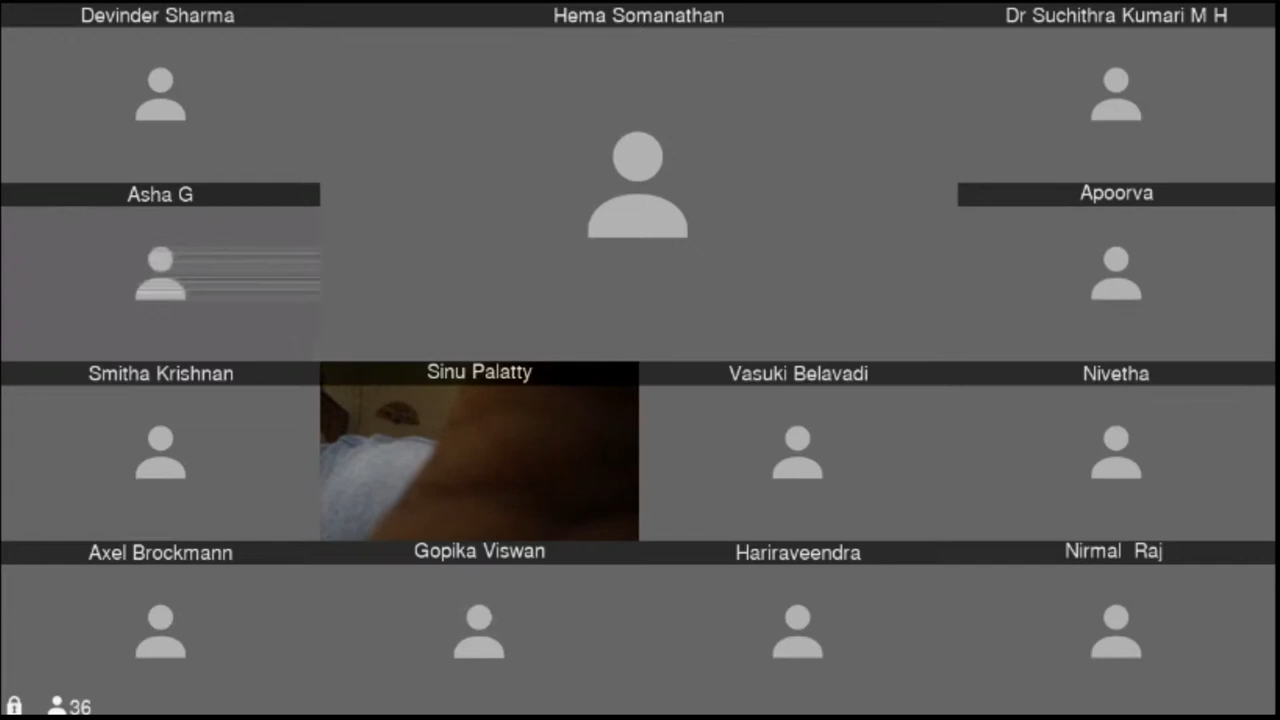 Devinder Sharma
Hema Somanathan
Dr Suchithra Kumari M H
Asha G
Apoorva
Smitha Krishnan
Sinu Palatty
Vasuki Belavadi
Nivetha
Axel Brockmann
Gopika Viswan
Hariraveendra
Nirmal Raj
36